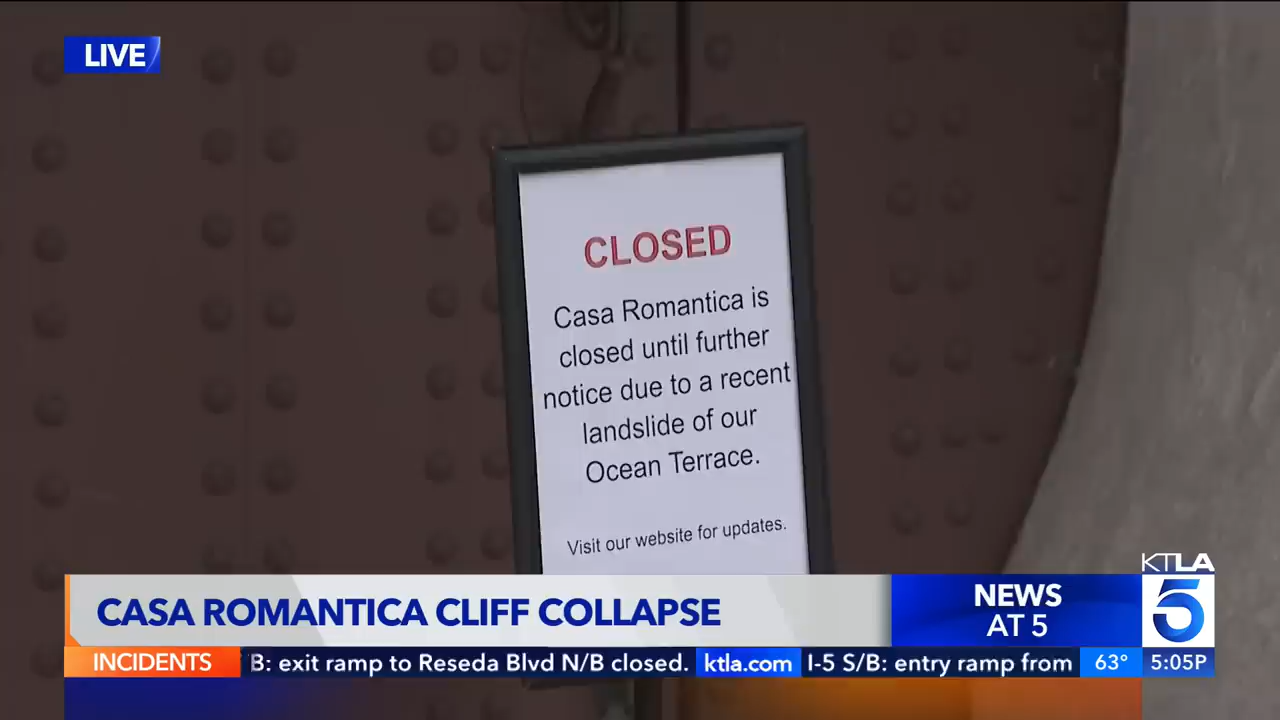 LIVE
CLOSED
Casa Romantica is
closed until further
notice due to a recent
landslide of our
Ocean Terrace.
Visit our website for updates.
CASA ROMANTICA CLIFF COLLAPSE
NEWS
AT 5
KTLA
5
INCIDENTS B: exit ramp to Reseda Blvd N/B closed. ktla.com I-5 S/B: entry ramp from 63° 5:05P